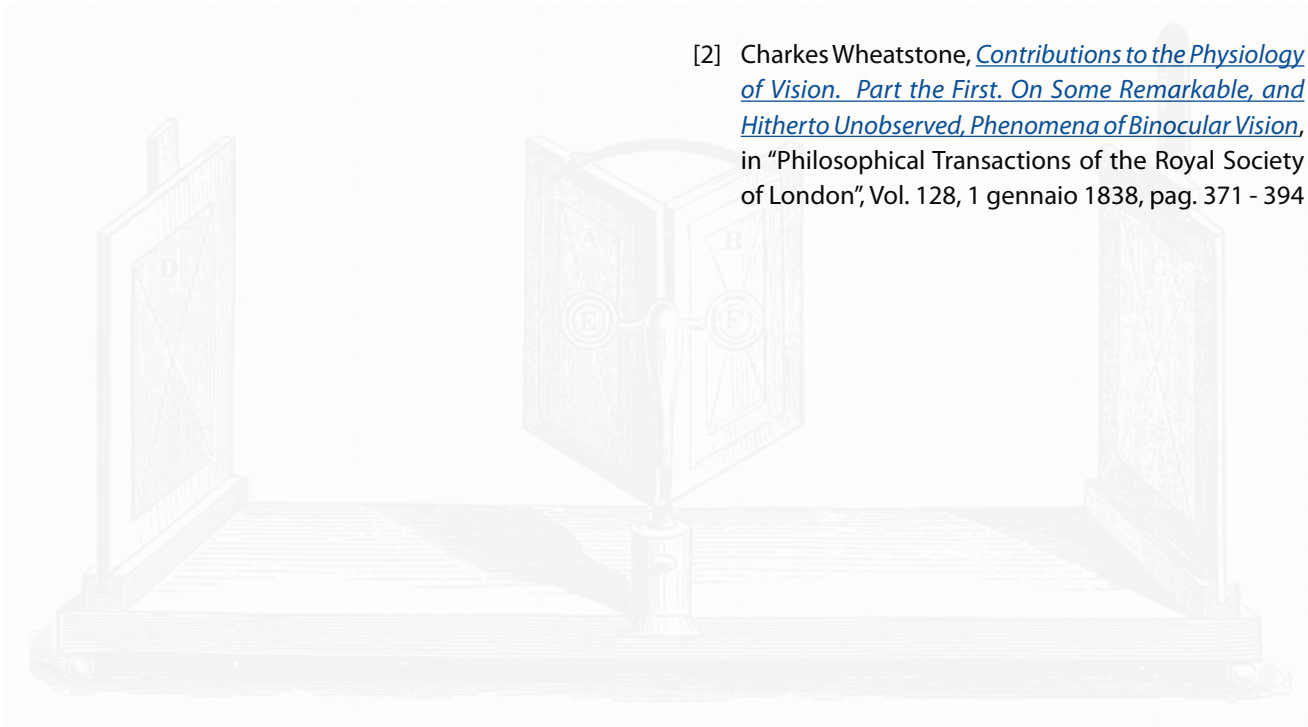 [2] Charkes Wheatstone, Contributions to the Physiology
of Vision. Part the First. On Some Remarkable, and
Hitherto Unobserved, Phenomena of Binocular Vision,
in “Philosophical Transactions of the Royal Society
of London”, Vol. 128, 1 gennaio 1838, pag. 371 - 394
A B
D C
E F